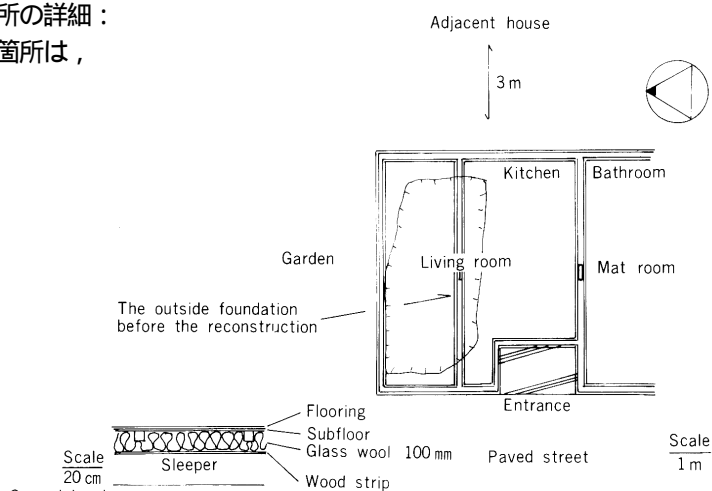 所の詳細：
箇所は，
Adjacent house
3 m
Kitchen
Bathroom
Garden
Living room
Mat room
The outside foundation
before the reconstruction
Entrance
Flooring
Subfloor
Glass wool 100 mm
Sleeper
Wood strip
Paved street
Scale
20 cm
Scale
1 m